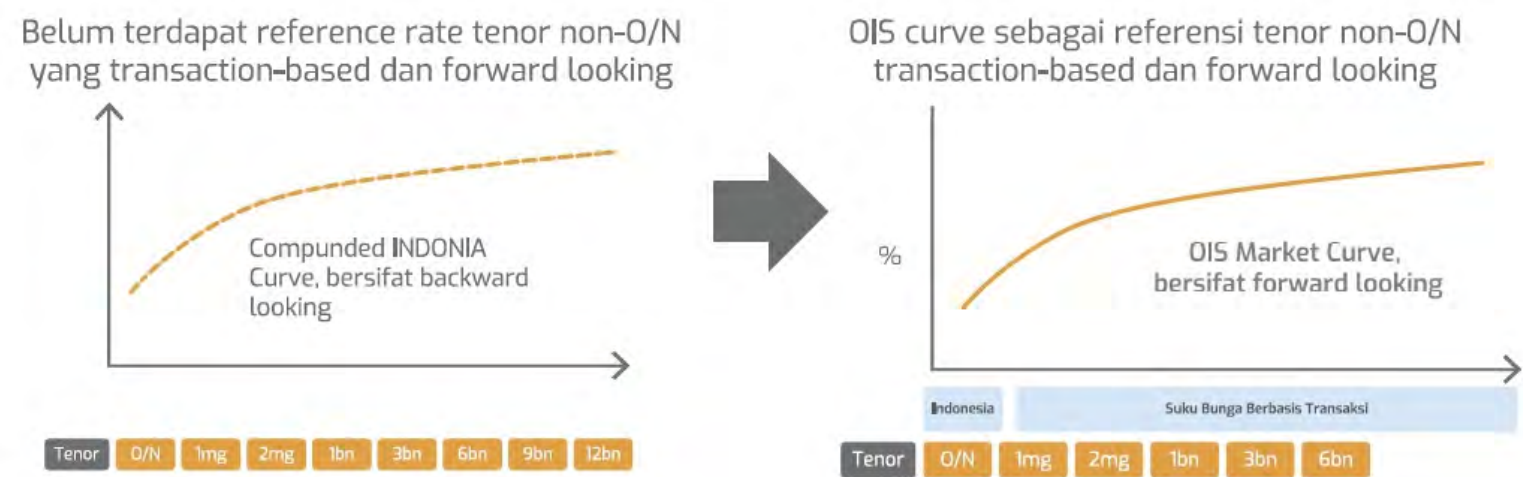 Belum terdapat reference rate tenor non-O/N
yang transaction-based dan forward looking
Compunded INDONIA
Curve, bersifat backward
looking
Tenor O/N 1mg 2mg 1bn 3bn 6bn 9bn 12bn
OIS curve sebagai referensi tenor non-O/N
transaction-based dan forward looking
%
OIS Market Curve,
bersifat forward looking
Indonesia Suku Bunga Berbasis Transaksi
Tenor O/N 1mg 2mg 1bn 3bn 6bn